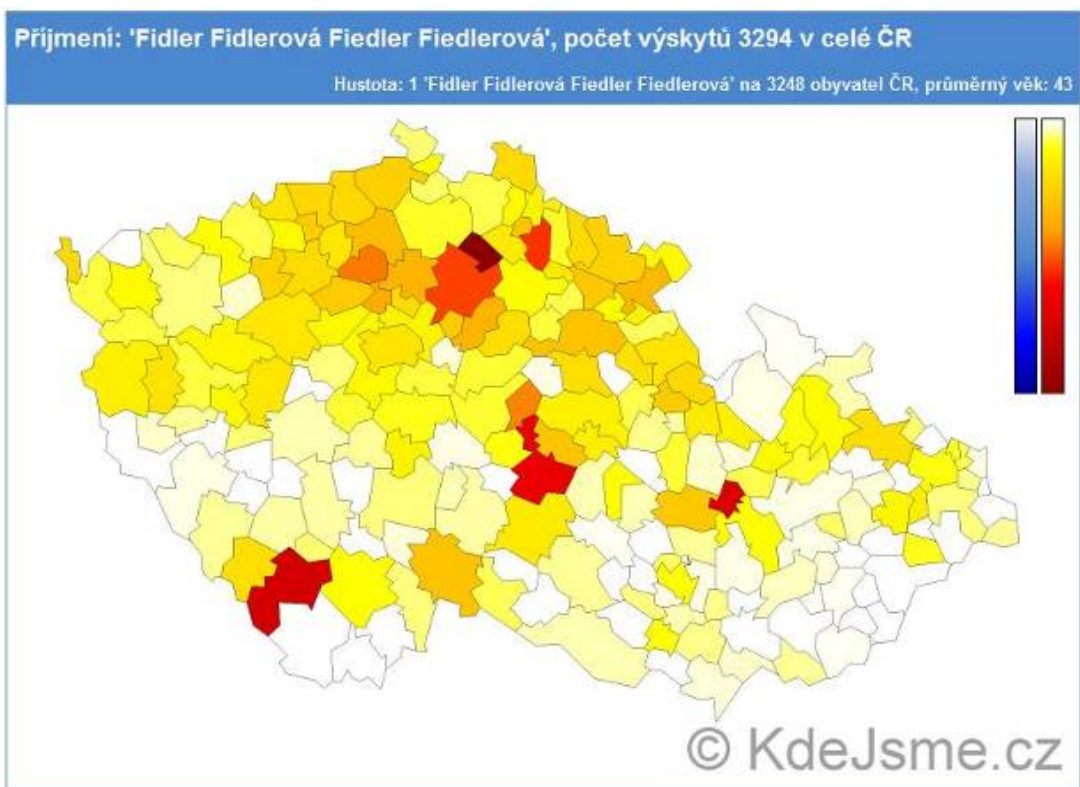 Příjmení: 'Fidler Fidlerová Fiedler Fiedlerová', počet výskytů 3294 v celé ČR
Hustota: 1 'Fidler Fidlerová Fiedler Fiedlerová' na 3248 obyvatel ČR, průměrný věk: 43
© KdeJsme.cz